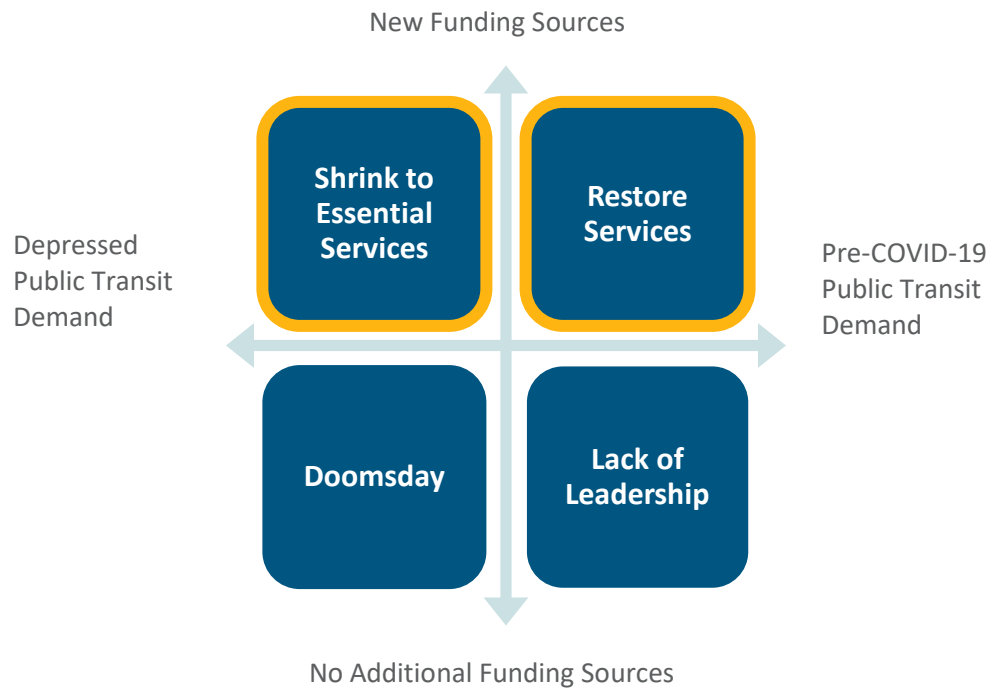 New Funding Sources
Shrink to
Essential
Services
Restore
Services
Depressed
Public Transit
Demand
Pre-COVID-19
Public Transit
Demand
Doomsday
Lack of
Leadership
No Additional Funding Sources